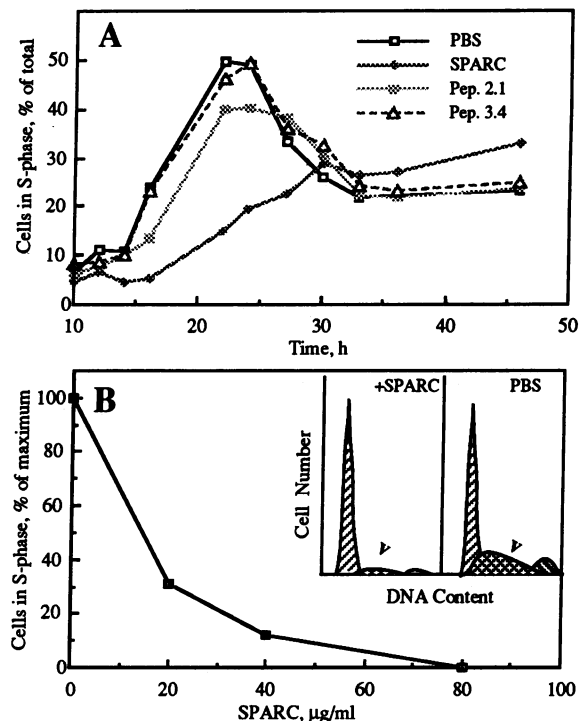 A
PBS
SPARC
Pep. 2.1
Pep. 3.4
Cells in S-phase, % of total
50
40
30
20
10
0
10 20 30 40 50
Time, h
B
+SPARC PBS
Cell Number
DNA Content
Cells in S-phase, % of maximum
100
80
60
40
20
0
0 20 40 60 80 100
SPARC, μg/ml